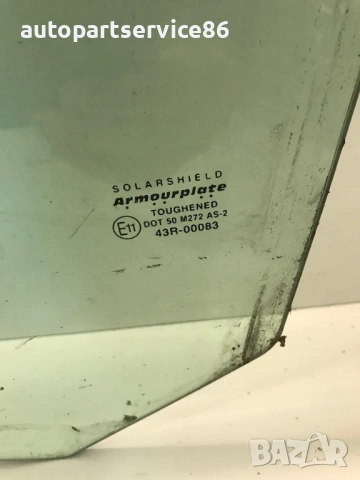 autopartservice86
SOLARSHIELD
Armourplate
TOUGHENED
E11 DOT 50 M272 AS-2
43R-00083
BAZAR